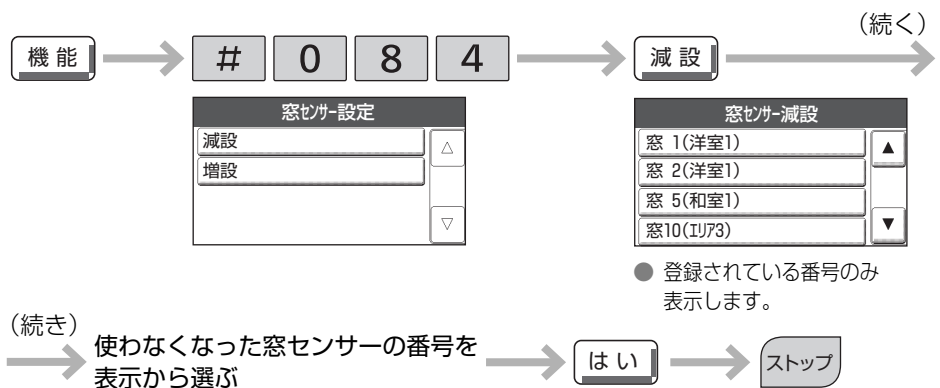 （続く）
機 能
# 0 8 4
減 設
窓センサー設定
減設
増設
△
▽
窓センサー減設
窓 1(洋室1)
窓 2(洋室1)
窓 5(和室1)
窓10(エリア3)
▲
▼
● 登録されている番号のみ
表示します。
（続き）
使わなくなった窓センサーの番号を
表示から選ぶ
は い
ストップ